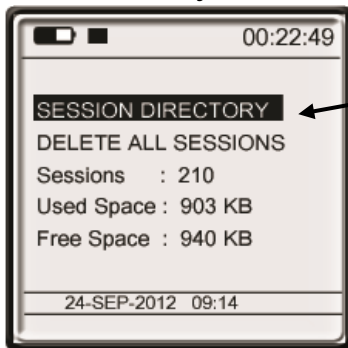 00:22:49
SESSION DIRECTORY
DELETE ALL SESSIONS
Sessions : 210
Used Space : 903 KB
Free Space : 940 KB
24-SEP-2012 09:14